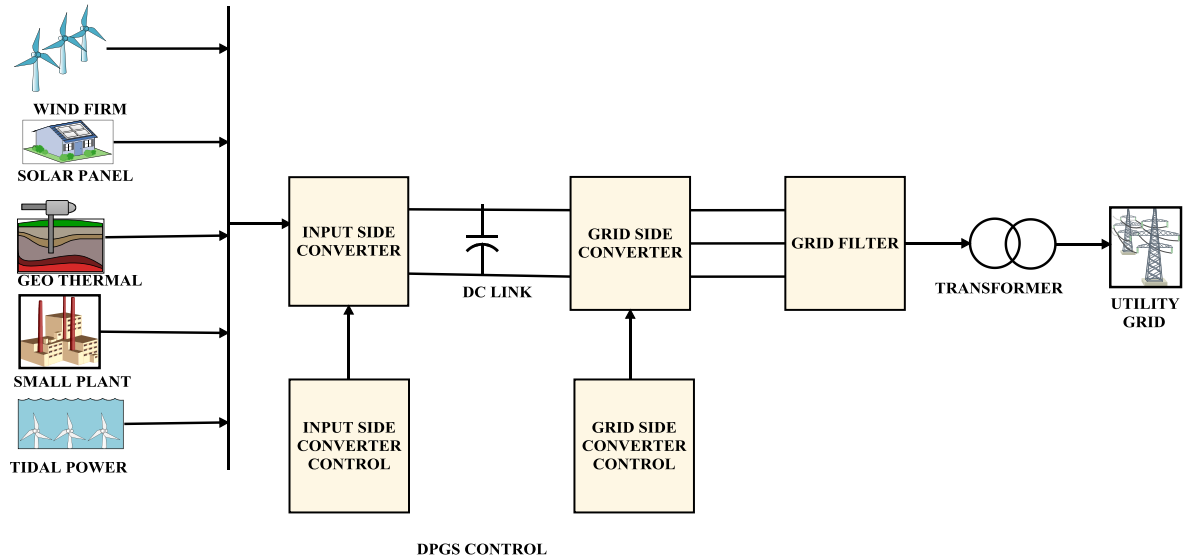 WIND FIRM
SOLAR PANEL
GEO THERMAL
SMALL PLANT
TIDAL POWER
INPUT SIDE
CONVERTER
DC LINK
GRID SIDE
CONVERTER
GRID FILTER
TRANSFORMER
UTILITY
GRID
INPUT SIDE
CONVERTER
CONTROL
GRID SIDE
CONVERTER
CONTROL
DPGS CONTROL